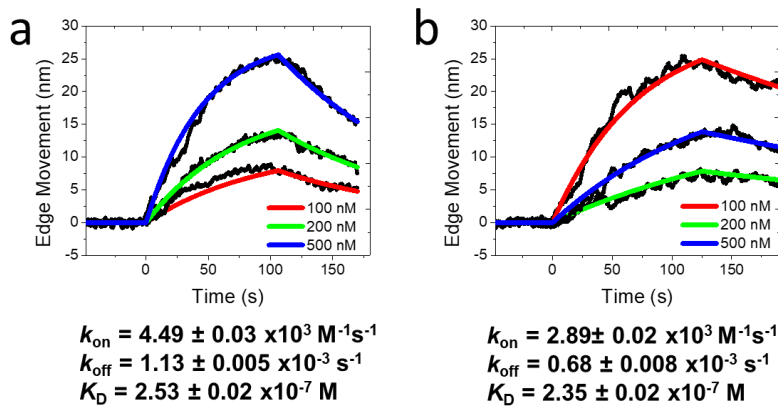 a
30
25
20
15
10
5
0
-5
Edge Movement (nm)
0 50 100 150
Time (s)
100 nM
200 nM
500 nM
kon = 4.49 ± 0.03 x10³ M⁻¹s⁻¹
koff = 1.13 ± 0.005 x10⁻³ s⁻¹
KD = 2.53 ± 0.02 x10⁻⁷ M
b
30
25
20
15
10
5
0
-5
Edge Movement (nm)
0 50 100 150
Time (s)
100 nM
500 nM
200 nM
kon = 2.89± 0.02 x10³ M⁻¹s⁻¹
koff = 0.68 ± 0.008 x10⁻³ s⁻¹
KD = 2.35 ± 0.02 x10⁻⁷ M